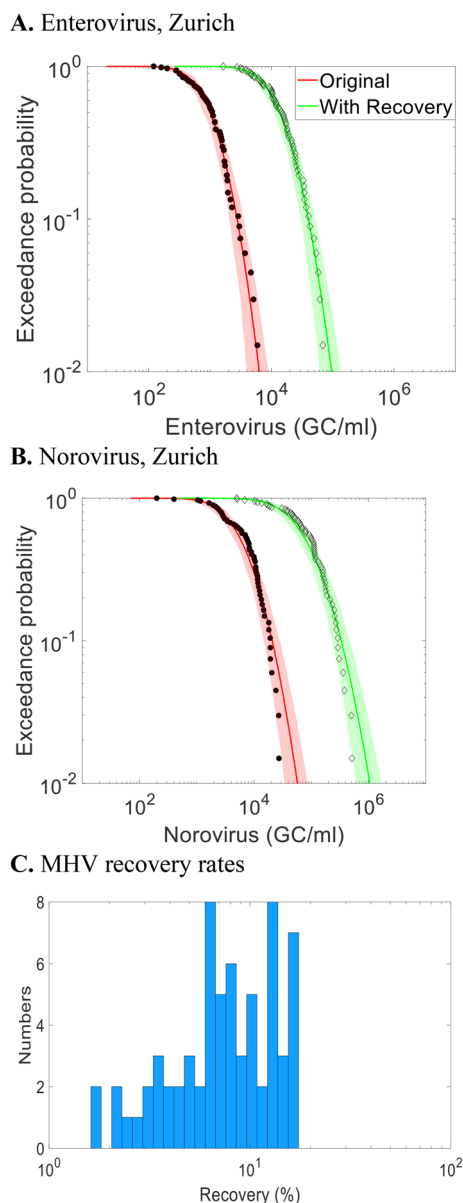 A. Enterovirus, Zurich
Original
With Recovery
Exceedance probability
10^0
10^-1
10^-2
10^2
10^4
10^6
Enterovirus (GC/ml)
B. Norovirus, Zurich
Exceedance probability
10^0
10^-1
10^-2
10^2
10^4
10^6
Norovirus (GC/ml)
C. MHV recovery rates
Numbers
8
6
4
2
0
10^0
10^1
10^2
Recovery (%)